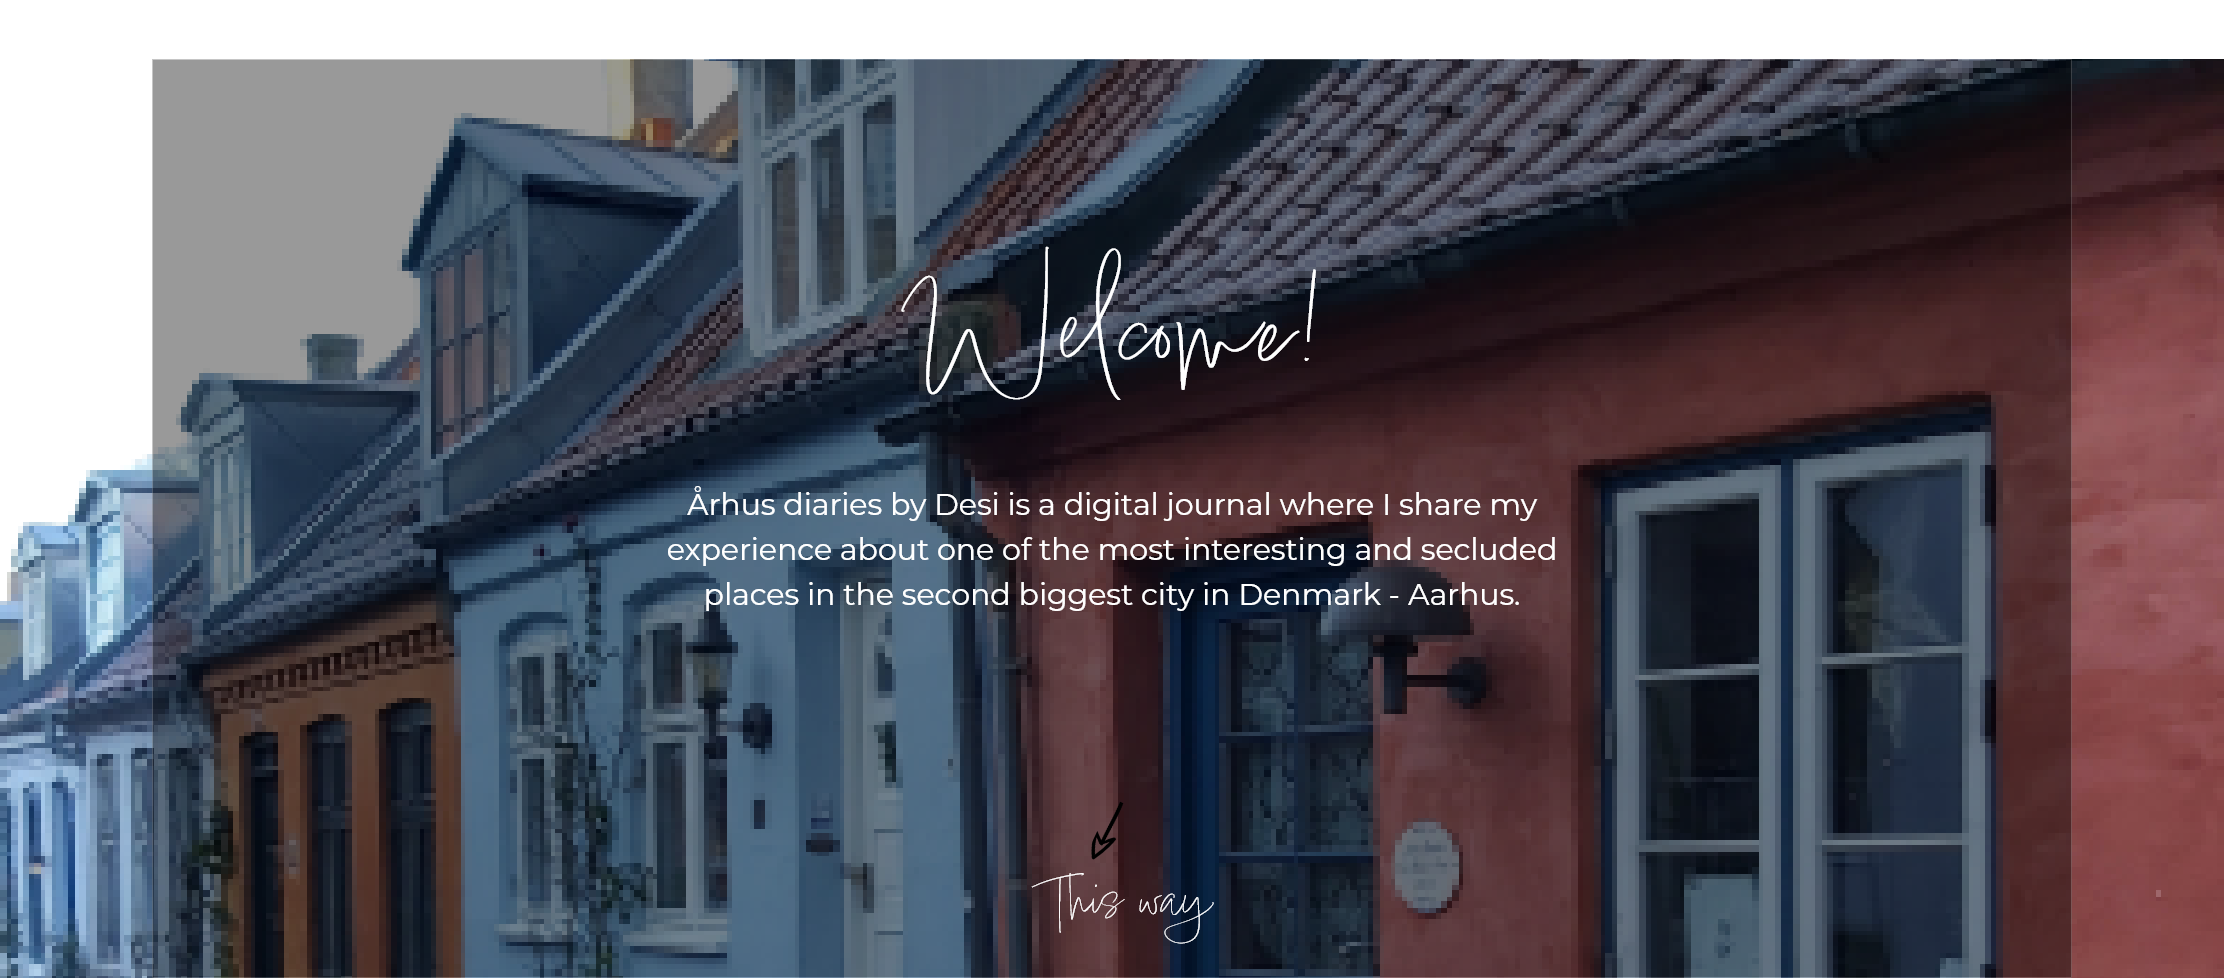 Welcome!
Århus diaries by Desi is a digital journal where I share my
experience about one of the most interesting and secluded
places in the second biggest city in Denmark - Aarhus.
This way